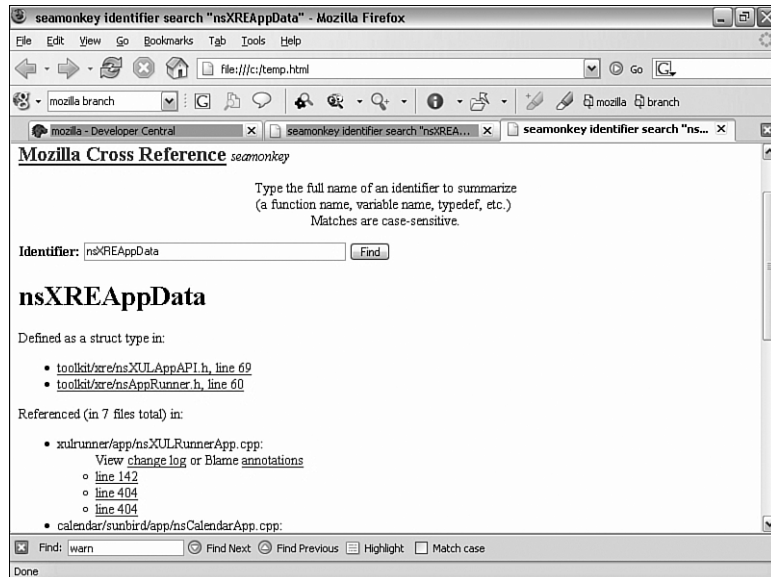 seamonkey identifier search "nsXREAppData" - Mozilla Firefox
File Edit View Go Bookmarks Tab Tools Help
file:///c:/temp.html Go G
mozilla branch G mozilla branch
mozilla - Developer Central seamonkey identifier search "nsXREA... seamonkey identifier search "ns...
Mozilla Cross Reference seamonkey
Type the full name of an identifier to summarize
(a function name, variable name, typedef, etc.)
Matches are case-sensitive.
Identifier: nsXREAppData Find
nsXREAppData
Defined as a struct type in:
• toolkit/xre/nsXULAppAPI.h, line 69
• toolkit/xre/nsAppRunner.h, line 60
Referenced (in 7 files total) in:
• xulrunner/app/nsXULRunnerApp.cpp:
View change log or Blame annotations
○ line 142
○ line 404
○ line 404
• calendar/sunbird/app/nsCalendarApp.cpp:
Find: warn Find Next Find Previous Highlight Match case
Done